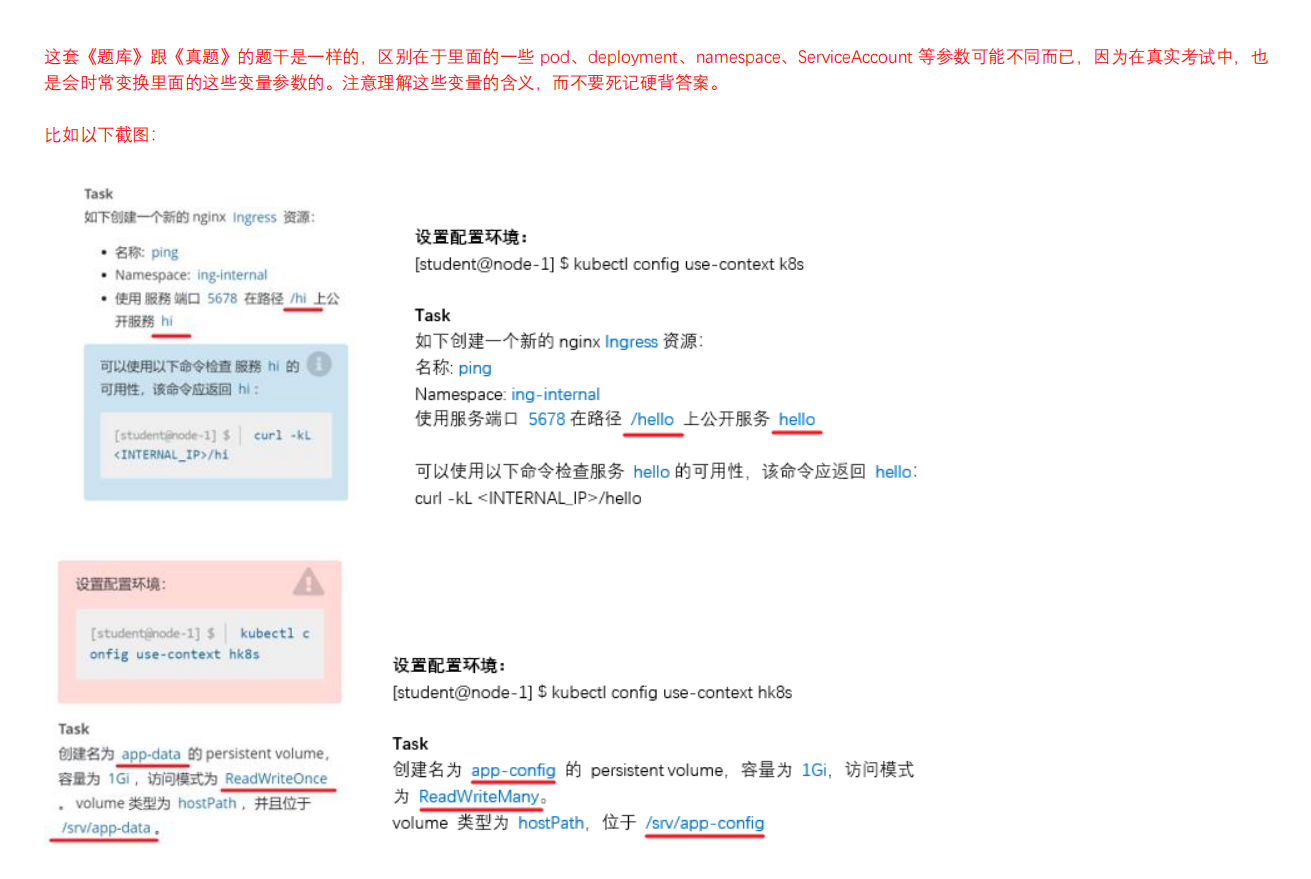 这套《题库》跟《真题》的题干是一样的，区别在于里面的一些 pod、deployment、namespace、ServiceAccount 等参数可能不同而已，因为在真实考试中，也
是会时常变换里面的这些变量参数的。注意理解这些变量的含义，而不要死记硬背答案。
比如以下截图：
Task
如下创建一个新的 nginx Ingress 资源：
• 名称: ping
• Namespace: ing-internal
• 使用 服務 端口 5678 在路径 /hi 上公
开服務 hi
可以使用以下命令检查 服務 hi 的
可用性，该命令应返回 hi :
[student@node-1] $ | curl -kL
<INTERNAL_IP>/hi
设置配置环境：
[student@node-1] $ kubectl config use-context k8s
Task
如下创建一个新的 nginx Ingress 资源：
名称: ping
Namespace: ing-internal
使用服务端口 5678 在路径 /hello 上公开服务 hello
可以使用以下命令检查服务 hello 的可用性，该命令应返回 hello：
curl -kL <INTERNAL_IP>/hello
设置配置环境：
[student@node-1] $ | kubectl c
onfig use-context hk8s
Task
创建名为 app-data 的 persistent volume，
容量为 1Gi ，访问模式为 ReadWriteOnce
。 volume 类型为 hostPath ，并且位于
/srv/app-data 。
设置配置环境：
[student@node-1] $ kubectl config use-context hk8s
Task
创建名为 app-config 的 persistent volume，容量为 1Gi，访问模式
为 ReadWriteMany。
volume 类型为 hostPath，位于 /srv/app-config